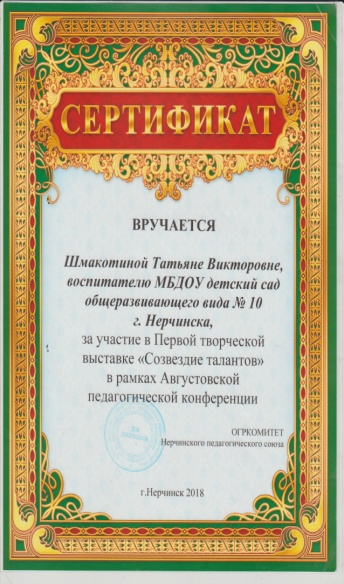 СЕРТИФИКАТ
ВРУЧАЕТСЯ
Шмакотиной Татьяне Викторовне,
воспитателю МБДОУ детский сад
общеразвивающего вида № 10
г. Нерчинска,
за участие в Первой творческой
выставке «Созвездие талантов»
в рамках Августовской
педагогической конференции
ОГРКОМИТЕТ
Нерчинского педагогического союза
г.Нерчинск 2018